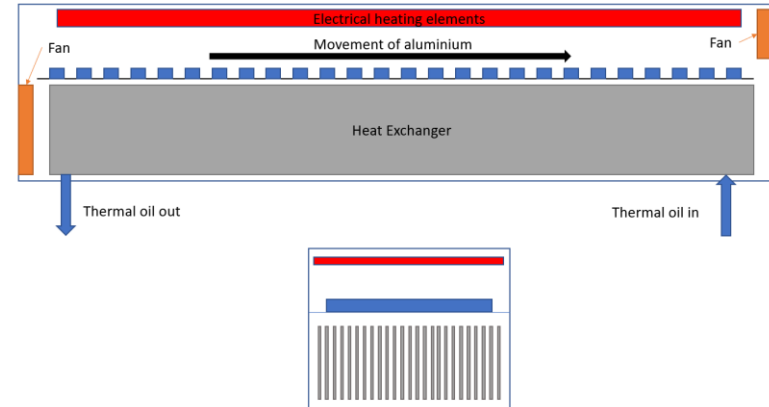 Electrical heating elements
Fan
Movement of aluminium
Fan
Heat Exchanger
Thermal oil out
Thermal oil in